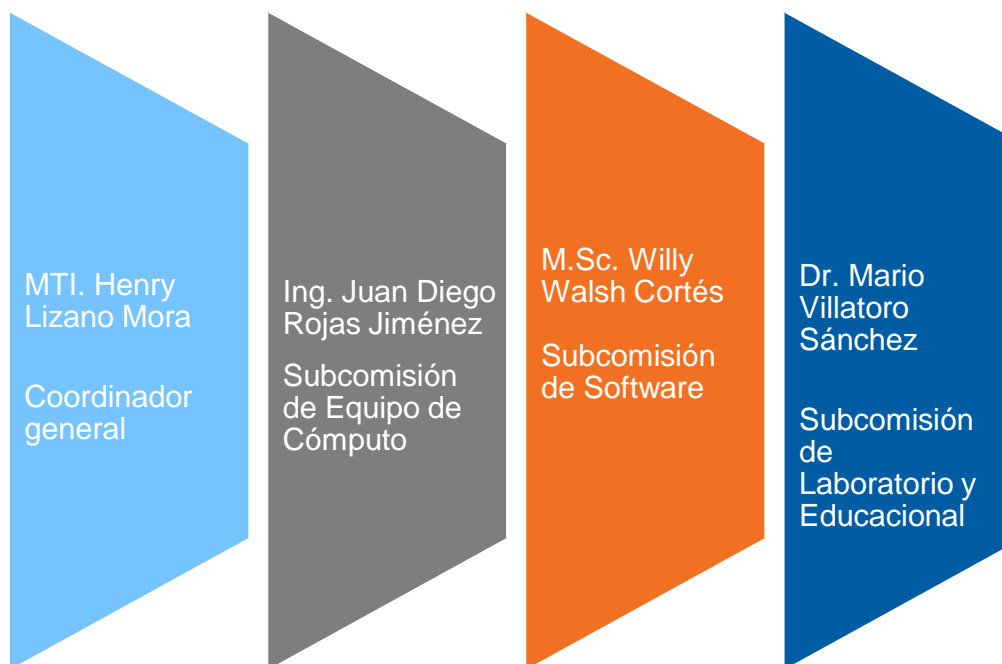 MTI. Henry
Lizano Mora
Coordinador
general
Ing. Juan Diego
Rojas Jiménez
Subcomisión
de Equipo de
Cómputo
M.Sc. Willy
Walsh Cortés
Subcomisión
de Software
Dr. Mario
Villatoro
Sánchez
Subcomisión
de
Laboratorio y
Educacional